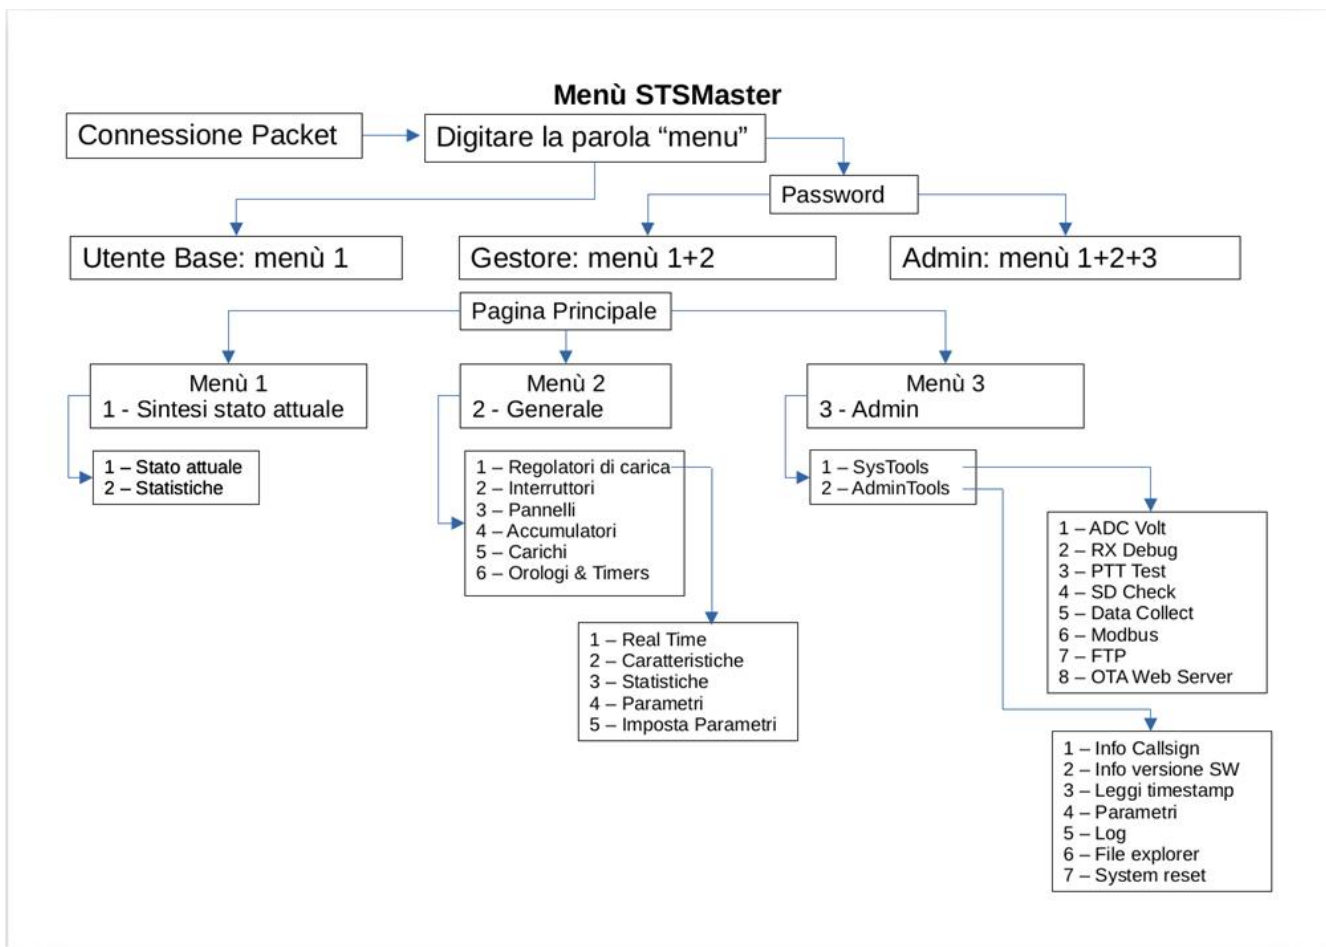 Menù STSMaster
Connessione Packet
Digitare la parola “menu”
Password
Utente Base: menù 1
Gestore: menù 1+2
Admin: menù 1+2+3
Pagina Principale
Menù 1
1 - Sintesi stato attuale
Menù 2
2 - Generale
Menù 3
3 - Admin
1 – Stato attuale
2 – Statistiche
1 – Regolatori di carica
2 – Interruttori
3 – Pannelli
4 – Accumulatori
5 – Carichi
6 – Orologi & Timers
1 – SysTools
2 – AdminTools
1 – ADC Volt
2 – RX Debug
3 – PTT Test
4 – SD Check
5 – Data Collect
6 – Modbus
7 – FTP
8 – OTA Web Server
1 – Real Time
2 – Caratteristiche
3 – Statistiche
4 – Parametri
5 – Imposta Parametri
1 – Info Callsign
2 – Info versione SW
3 – Leggi timestamp
4 – Parametri
5 – Log
6 – File explorer
7 – System reset